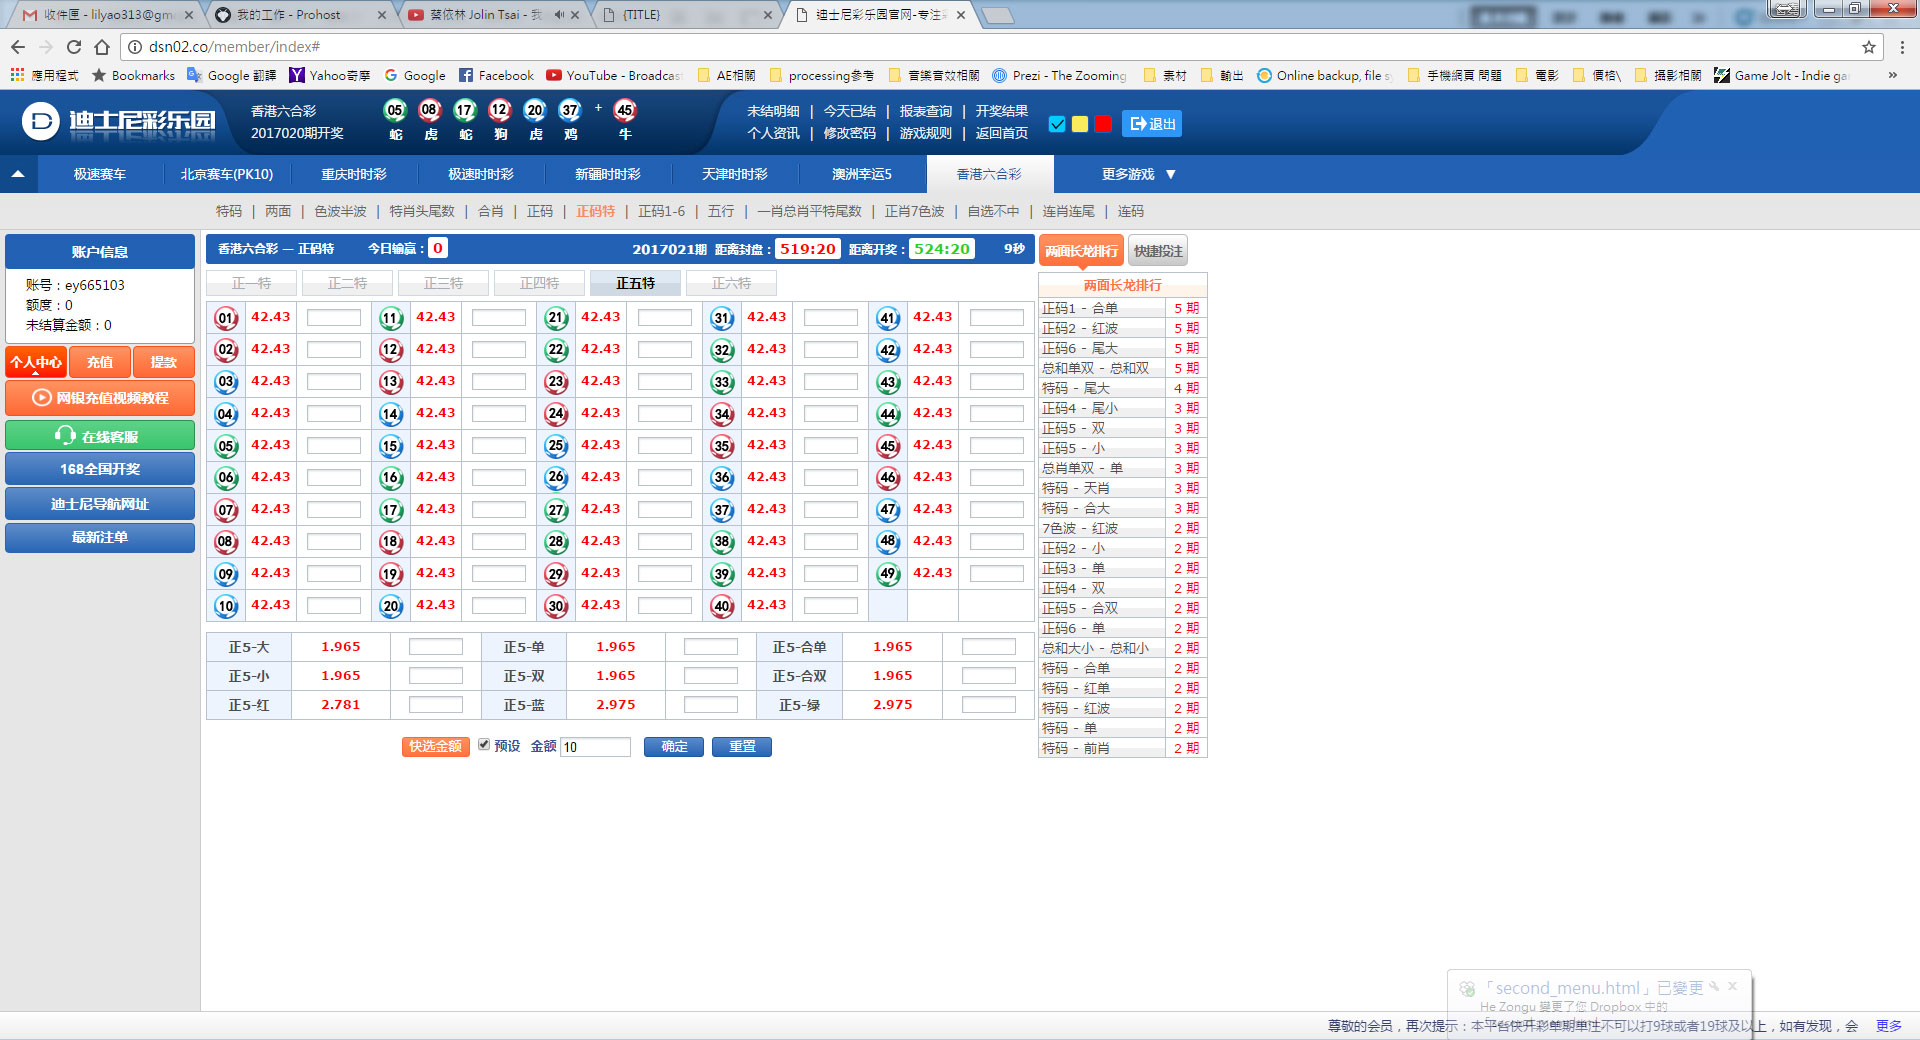 收件匣 - lilyao313@gm
我的工作 - Prohost
蔡依林 Jolin Tsai - 我
{TITLE}
迪士尼彩乐园官网-专注
dsn02.co/member/index#
應用程式 Bookmarks Google 翻譯 Yahoo奇摩 Google Facebook YouTube - Broadcas AE相關 processing參考 音樂音效相關 Prezi - The Zooming 素材 輸出 Online backup, file s 手機網頁 問題 電影 價格\ 攝影相關 Game Jolt - Indie ga »
迪士尼彩乐园
香港六合彩
2017020期开奖
05 08 17 12 20 37 + 45
蛇 虎 蛇 狗 虎 鸡 牛
未结明细 | 今天已结 | 报表查询 | 开奖结果
个人资讯 | 修改密码 | 游戏规则 | 返回首页
退出
极速赛车 北京赛车(PK10) 重庆时时彩 极速时时彩 新疆时时彩 天津时时彩 澳洲幸运5 香港六合彩 更多游戏 ▼
特码 | 两面 | 色波半波 | 特肖头尾数 | 合肖 | 正码 | 正码特 | 正码1-6 | 五行 | 一肖总肖平特尾数 | 正肖7色波 | 自选不中 | 连肖连尾 | 连码
账户信息
账号：ey665103
额度：0
未结算金额：0
个人中心 充值 提款
网银充值视频教程
在线客服
168全国开奖
迪士尼导航网址
最新注单
香港六合彩 — 正码特 今日输赢：0 2017021期 距离封盘：519:20 距离开奖：524:20 9秒
正一特 正二特 正三特 正四特 正五特 正六特
01 42.43 11 42.43 21 42.43 31 42.43 41 42.43
02 42.43 12 42.43 22 42.43 32 42.43 42 42.43
03 42.43 13 42.43 23 42.43 33 42.43 43 42.43
04 42.43 14 42.43 24 42.43 34 42.43 44 42.43
05 42.43 15 42.43 25 42.43 35 42.43 45 42.43
06 42.43 16 42.43 26 42.43 36 42.43 46 42.43
07 42.43 17 42.43 27 42.43 37 42.43 47 42.43
08 42.43 18 42.43 28 42.43 38 42.43 48 42.43
09 42.43 19 42.43 29 42.43 39 42.43 49 42.43
10 42.43 20 42.43 30 42.43 40 42.43
正5-大 1.965 正5-单 1.965 正5-合单 1.965
正5-小 1.965 正5-双 1.965 正5-合双 1.965
正5-红 2.781 正5-蓝 2.975 正5-绿 2.975
快选金额 预设 金额 10 确定 重置
两面长龙排行 快捷投注
两面长龙排行
正码1 - 合单 5 期
正码2 - 红波 5 期
正码6 - 尾大 5 期
总和单双 - 总和双 5 期
特码 - 尾大 4 期
正码4 - 尾小 3 期
正码5 - 双 3 期
正码5 - 小 3 期
总肖单双 - 单 3 期
特码 - 天肖 3 期
特码 - 合大 3 期
7色波 - 红波 2 期
正码2 - 小 2 期
正码3 - 单 2 期
正码4 - 双 2 期
正码5 - 合双 2 期
正码6 - 单 2 期
总和大小 - 总和小 2 期
特码 - 合单 2 期
特码 - 红单 2 期
特码 - 红波 2 期
特码 - 单 2 期
特码 - 前肖 2 期
「second_menu.html」已變更
He Zongu 變更了您 Dropbox 中的
尊敬的会员，再次提示：本平台快开彩单期单注不可以打9球或者19球及以上，如有发现，会 更多